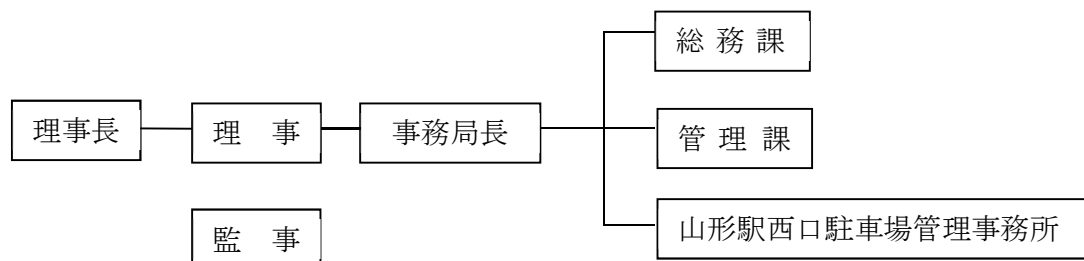 総 務 課
理事長
理　事
事務局長
管 理 課
監　事
山形駅西口駐車場管理事務所